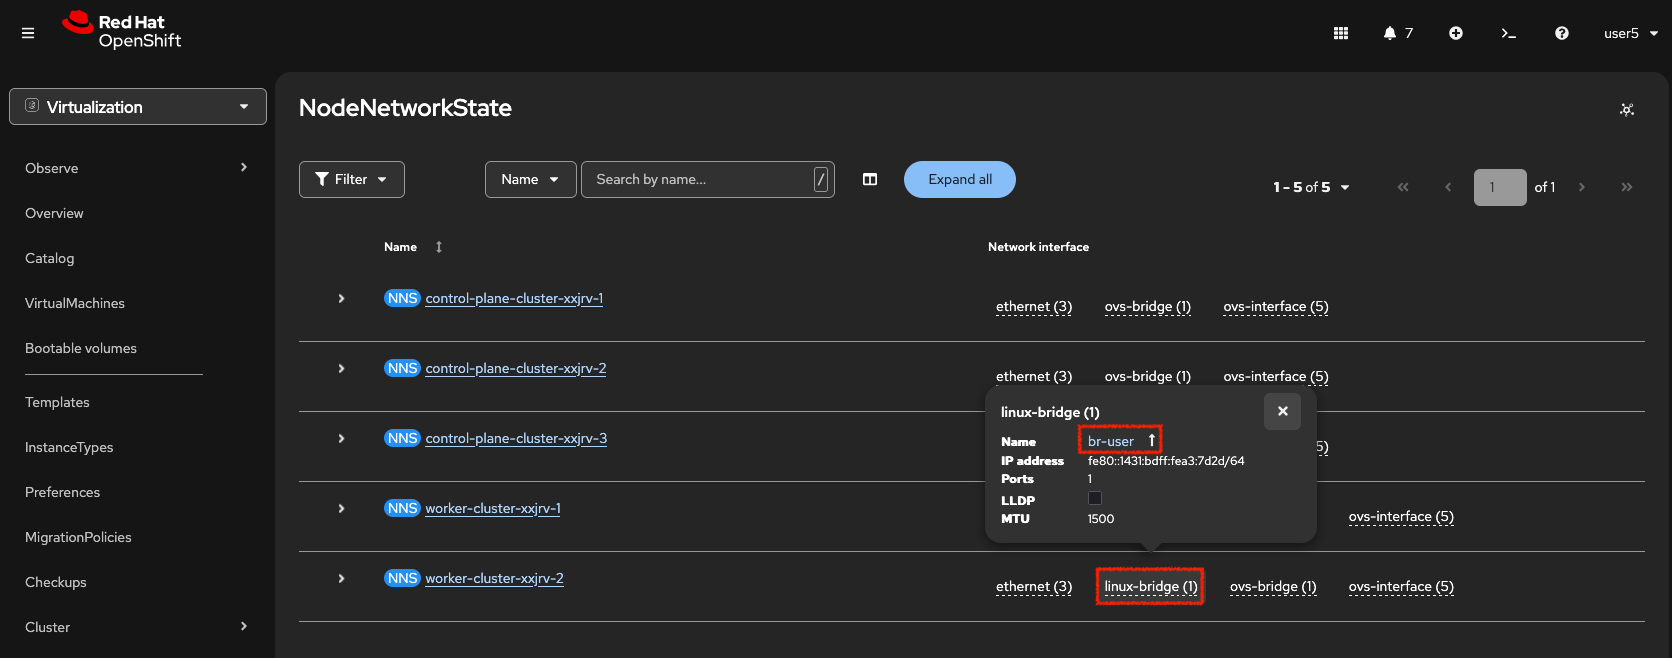 Red Hat
OpenShift
7
user5
Virtualization
Observe
Overview
Catalog
VirtualMachines
Bootable volumes
Templates
InstanceTypes
Preferences
MigrationPolicies
Checkups
Cluster
NodeNetworkState
Filter
Name
Search by name...
/
Expand all
1 - 5 of 5
1
of 1
Name
Network interface
NNS control-plane-cluster-xxjrv-1
ethernet (3) ovs-bridge (1) ovs-interface (5)
NNS control-plane-cluster-xxjrv-2
ethernet (3) ovs-bridge (1) ovs-interface (5)
NNS control-plane-cluster-xxjrv-3
5)
linux-bridge (1)
Name br-user
IP address fe80::1431:bdff:fea3:7d2d/64
Ports 1
LLDP
MTU 1500
NNS worker-cluster-xxjrv-1
ovs-interface (5)
NNS worker-cluster-xxjrv-2
ethernet (3) linux-bridge (1) ovs-bridge (1) ovs-interface (5)